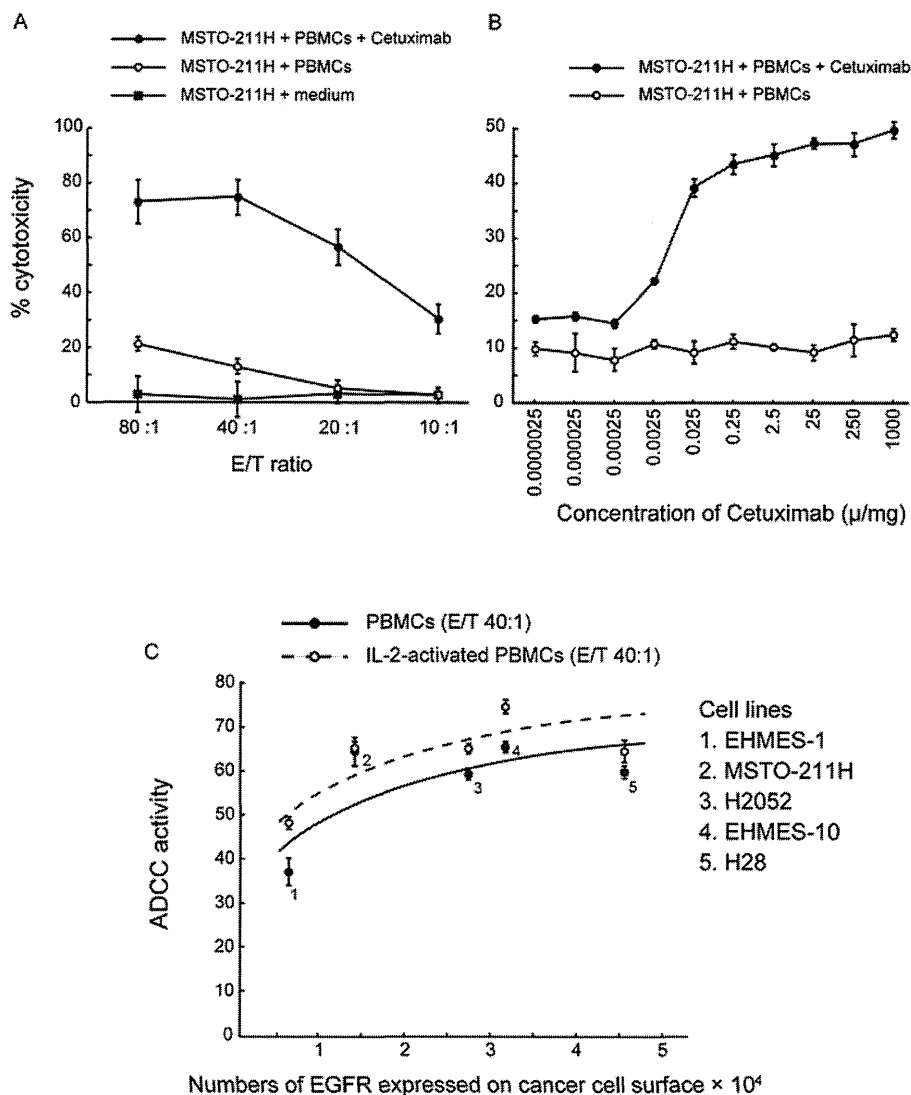 A
MSTO-211H + PBMCs + Cetuximab
MSTO-211H + PBMCs
MSTO-211H + medium
100
80
60
40
20
0
% cytotoxicity
80 :1
40 :1
20 :1
10 :1
E/T ratio
B
MSTO-211H + PBMCs + Cetuximab
MSTO-211H + PBMCs
50
40
30
20
10
0
0.0000025
0.000025
0.00025
0.0025
0.025
0.25
2.5
25
250
1000
Concentration of Cetuximab (μ/mg)
C
PBMCs (E/T 40:1)
IL-2-activated PBMCs (E/T 40:1)
80
70
60
50
40
30
20
10
0
ADCC activity
1
2
3
4
5
1
2
3
4
5
Numbers of EGFR expressed on cancer cell surface × 10⁴
Cell lines
1. EHMES-1
2. MSTO-211H
3. H2052
4. EHMES-10
5. H28